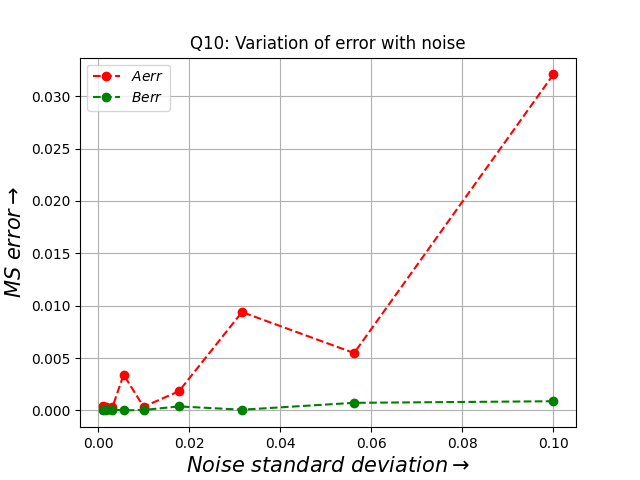 Q10: Variation of error with noise
Aerr
Berr
MS error→
0.030
0.025
0.020
0.015
0.010
0.005
0.000
0.00 0.02 0.04 0.06 0.08 0.10
Noise standard deviation→